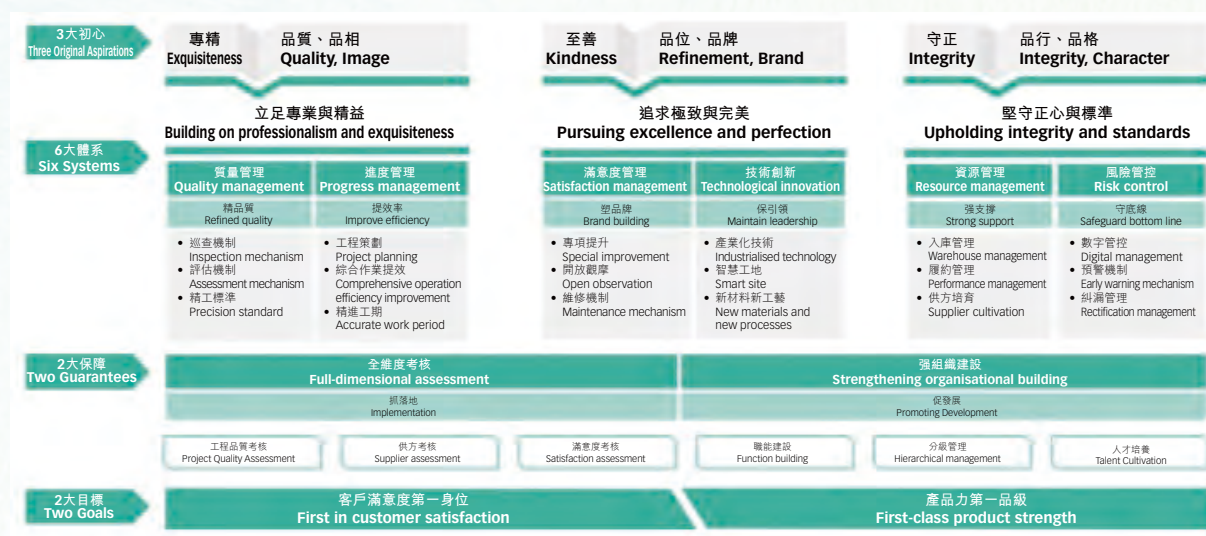 3大初心
Three Original Aspirations
專精
Exquisiteness
品質、品相
Quality, Image
至善
Kindness
品位、品牌
Refinement, Brand
守正
Integrity
品行、品格
Integrity, Character
立足專業與精益
Building on professionalism and exquisiteness
追求極致與完美
Pursuing excellence and perfection
堅守正心與標準
Upholding integrity and standards
6大體系
Six Systems
質量管理
Quality management
進度管理
Progress management
滿意度管理
Satisfaction management
技術創新
Technological innovation
資源管理
Resource management
風險管控
Risk control
精品質
Refined quality
提效率
Improve efficiency
塑品牌
Brand building
保引領
Maintain leadership
强支撐
Strong support
守底線
Safeguard bottom line
• 巡查機制
Inspection mechanism
• 評估機制
Assessment mechanism
• 精工標準
Precision standard
• 工程策劃
Project planning
• 綜合作業提效
Comprehensive operation
efficiency improvement
• 精進工期
Accurate work period
• 專項提升
Special improvement
• 開放觀摩
Open observation
• 維修機制
Maintenance mechanism
• 產業化技術
Industrialised technology
• 智慧工地
Smart site
• 新材料新工藝
New materials and
new processes
• 入庫管理
Warehouse management
• 履約管理
Performance management
• 供方培育
Supplier cultivation
• 數字管控
Digital management
• 預警機制
Early warning mechanism
• 糾漏管理
Rectification management
2大保障
Two Guarantees
全維度考核
Full-dimensional assessment
强組織建設
Strengthening organisational building
抓落地
Implementation
促發展
Promoting Development
工程品質考核
Project Quality Assessment
供方考核
Supplier assessment
滿意度考核
Satisfaction assessment
職能建設
Function building
分級管理
Hierarchical management
人才培養
Talent Cultivation
2大目標
Two Goals
客戶滿意度第一身位
First in customer satisfaction
產品力第一品級
First-class product strength